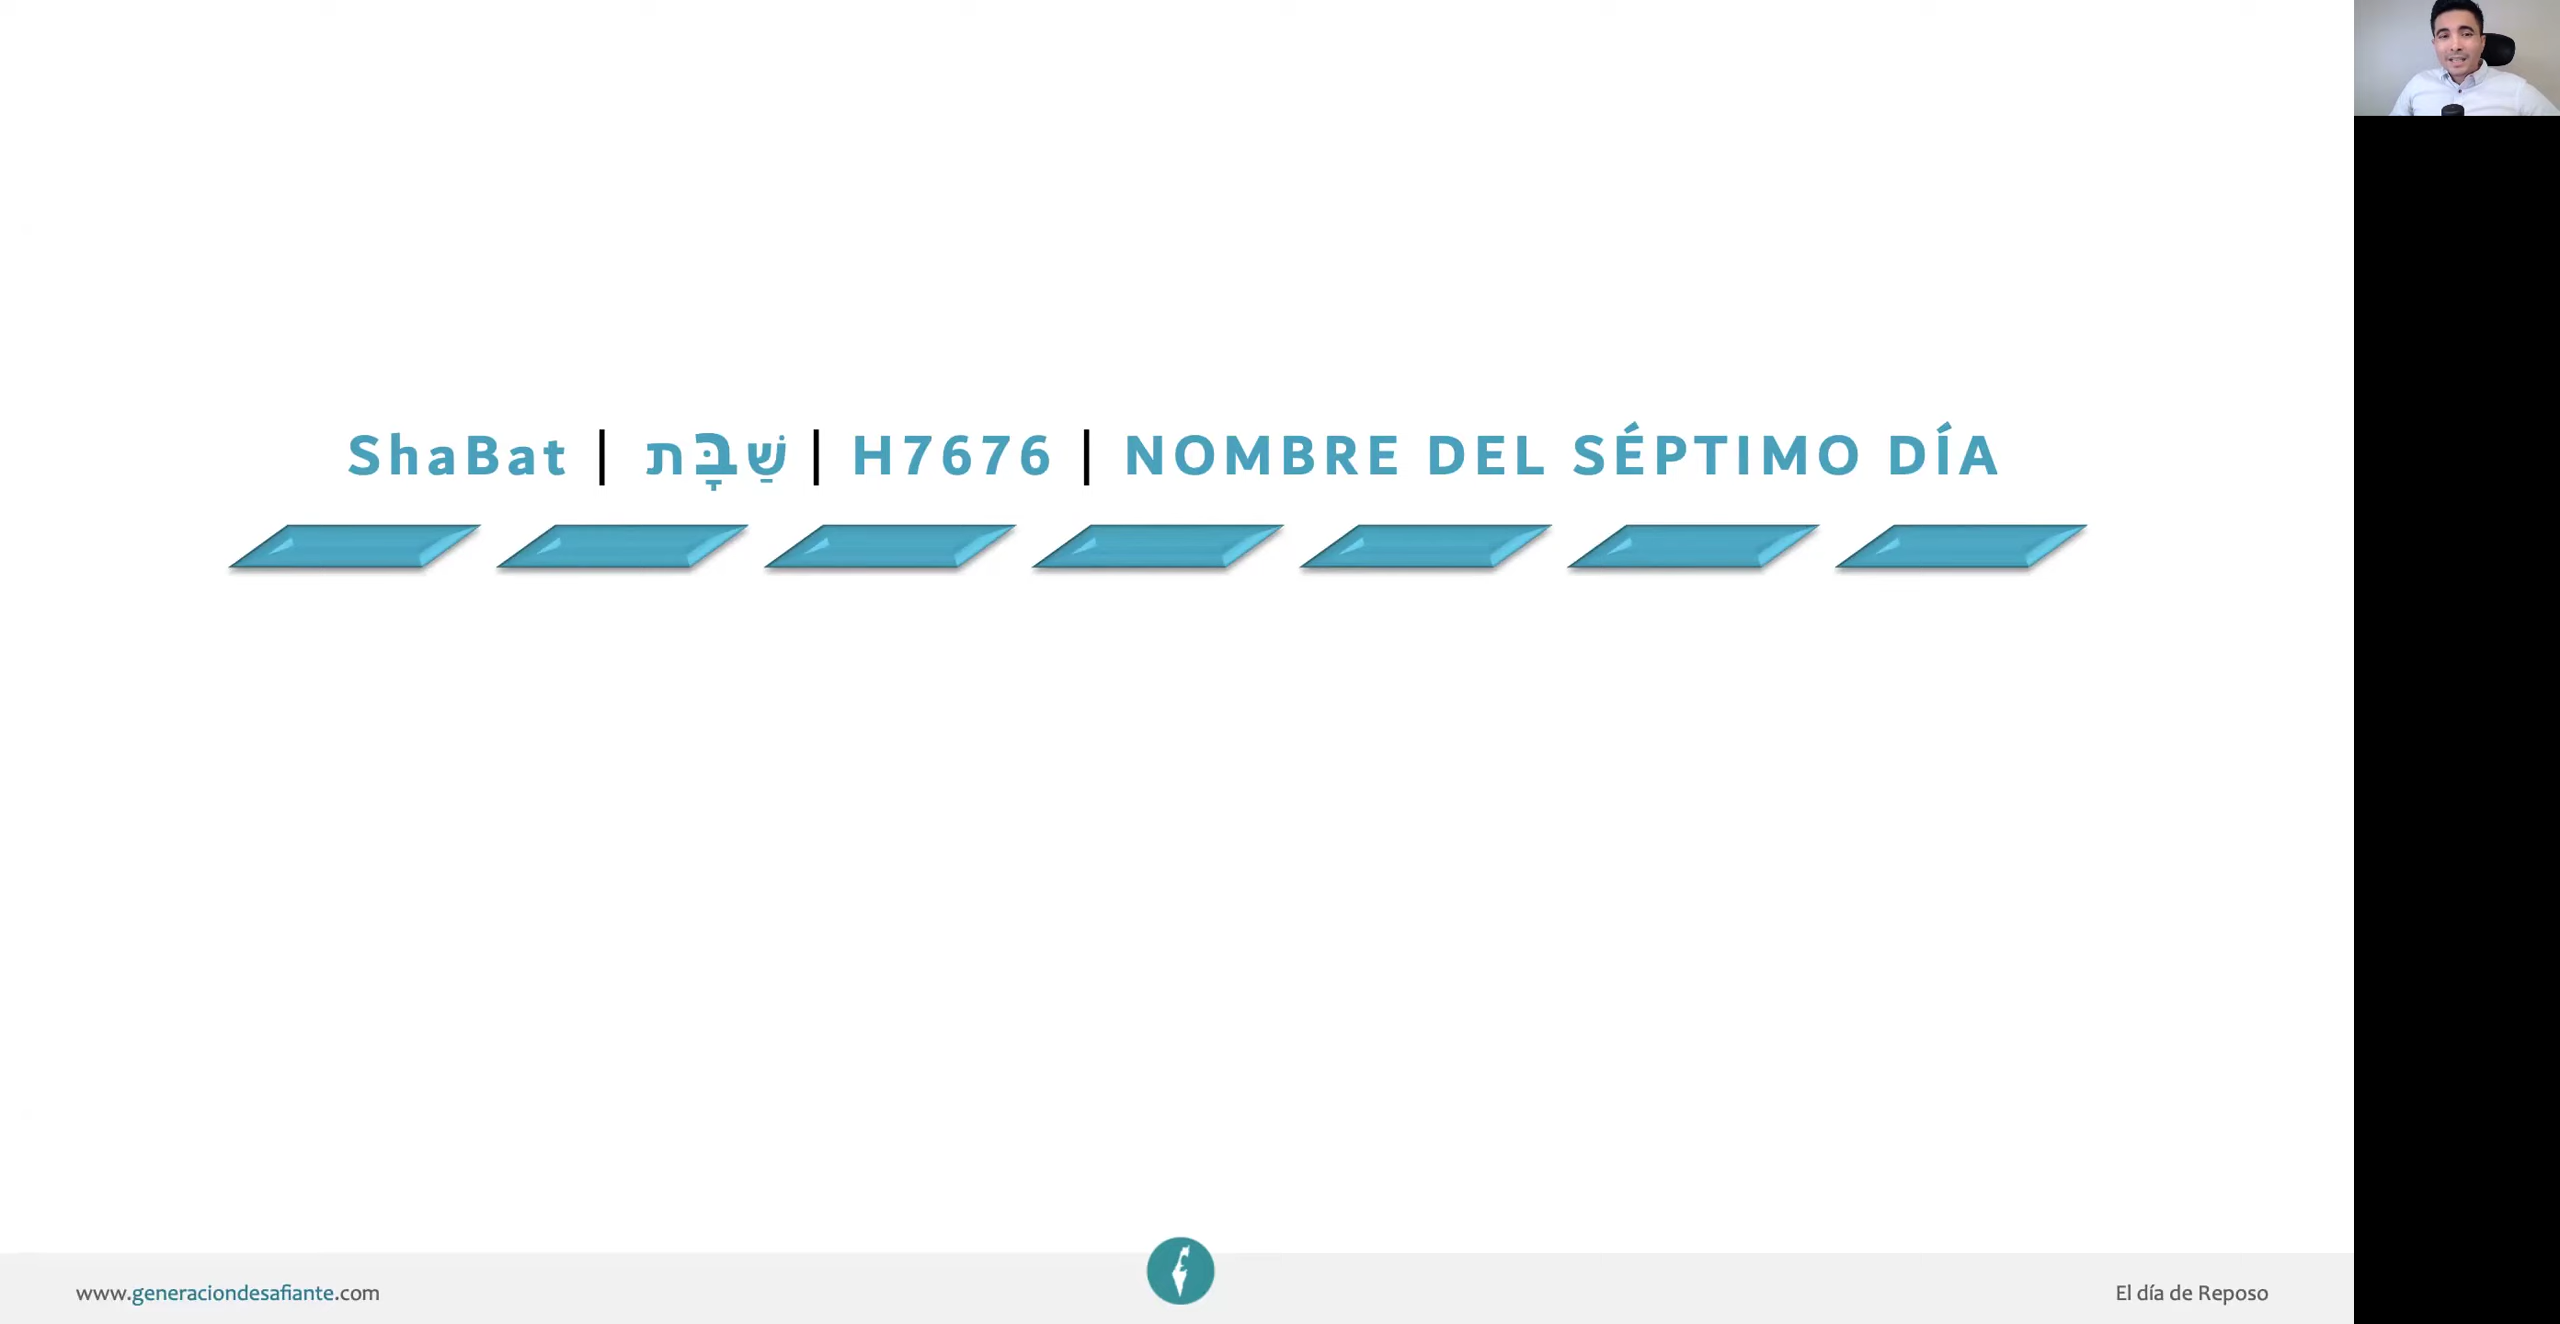 ShaBat | שַׁבָּת | H7676 | NOMBRE DEL SÉPTIMO DÍA
www.generaciondesafiante.com
El día de Reposo